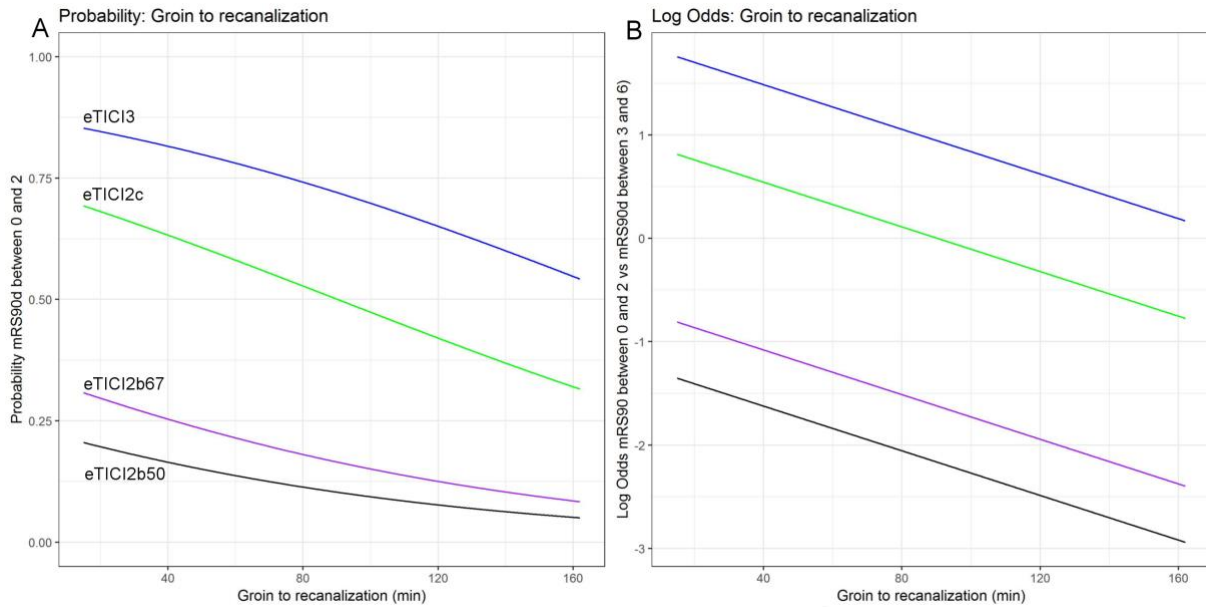 A
Probability: Groin to recanalization
1.00
0.75
0.50
0.25
0.00
Probability mRS90d between 0 and 2
eTICI3
eTICI2c
eTICI2b67
eTICI2b50
40
80
120
160
Groin to recanalization (min)
B
Log Odds: Groin to recanalization
1
0
-1
-2
-3
Log Odds mRS90 between 0 and 2 vs mRS90d between 3 and 6)
40
80
120
160
Groin to recanalization (min)